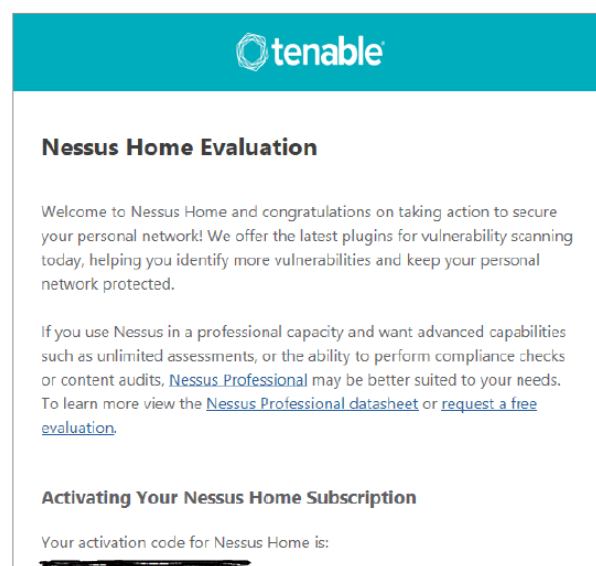 tenable
Nessus Home Evaluation
Welcome to Nessus Home and congratulations on taking action to secure
your personal network! We offer the latest plugins for vulnerability scanning
today, helping you identify more vulnerabilities and keep your personal
network protected.
If you use Nessus in a professional capacity and want advanced capabilities
such as unlimited assessments, or the ability to perform compliance checks
or content audits, Nessus Professional may be better suited to your needs.
To learn more view the Nessus Professional datasheet or request a free
evaluation.
Activating Your Nessus Home Subscription
Your activation code for Nessus Home is: